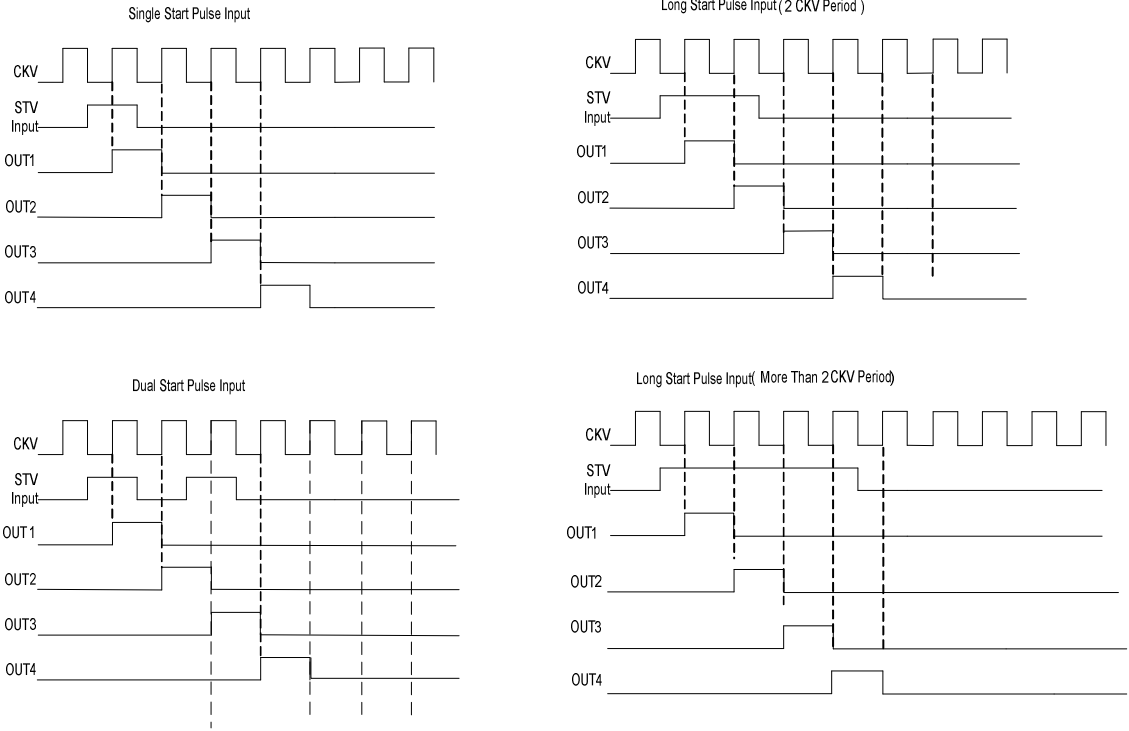 Single Start Pulse Input
CKV
STV
Input
OUT1
OUT2
OUT3
OUT4
Long Start Pulse Input ( 2 CKV Period )
CKV
STV
Input
OUT1
OUT2
OUT3
OUT4
Dual Start Pulse Input
CKV
STV
Input
OUT 1
OUT2
OUT3
OUT4
Long Start Pulse Input( More Than 2 CKV Period)
CKV
STV
Input
OUT1
OUT2
OUT3
OUT4